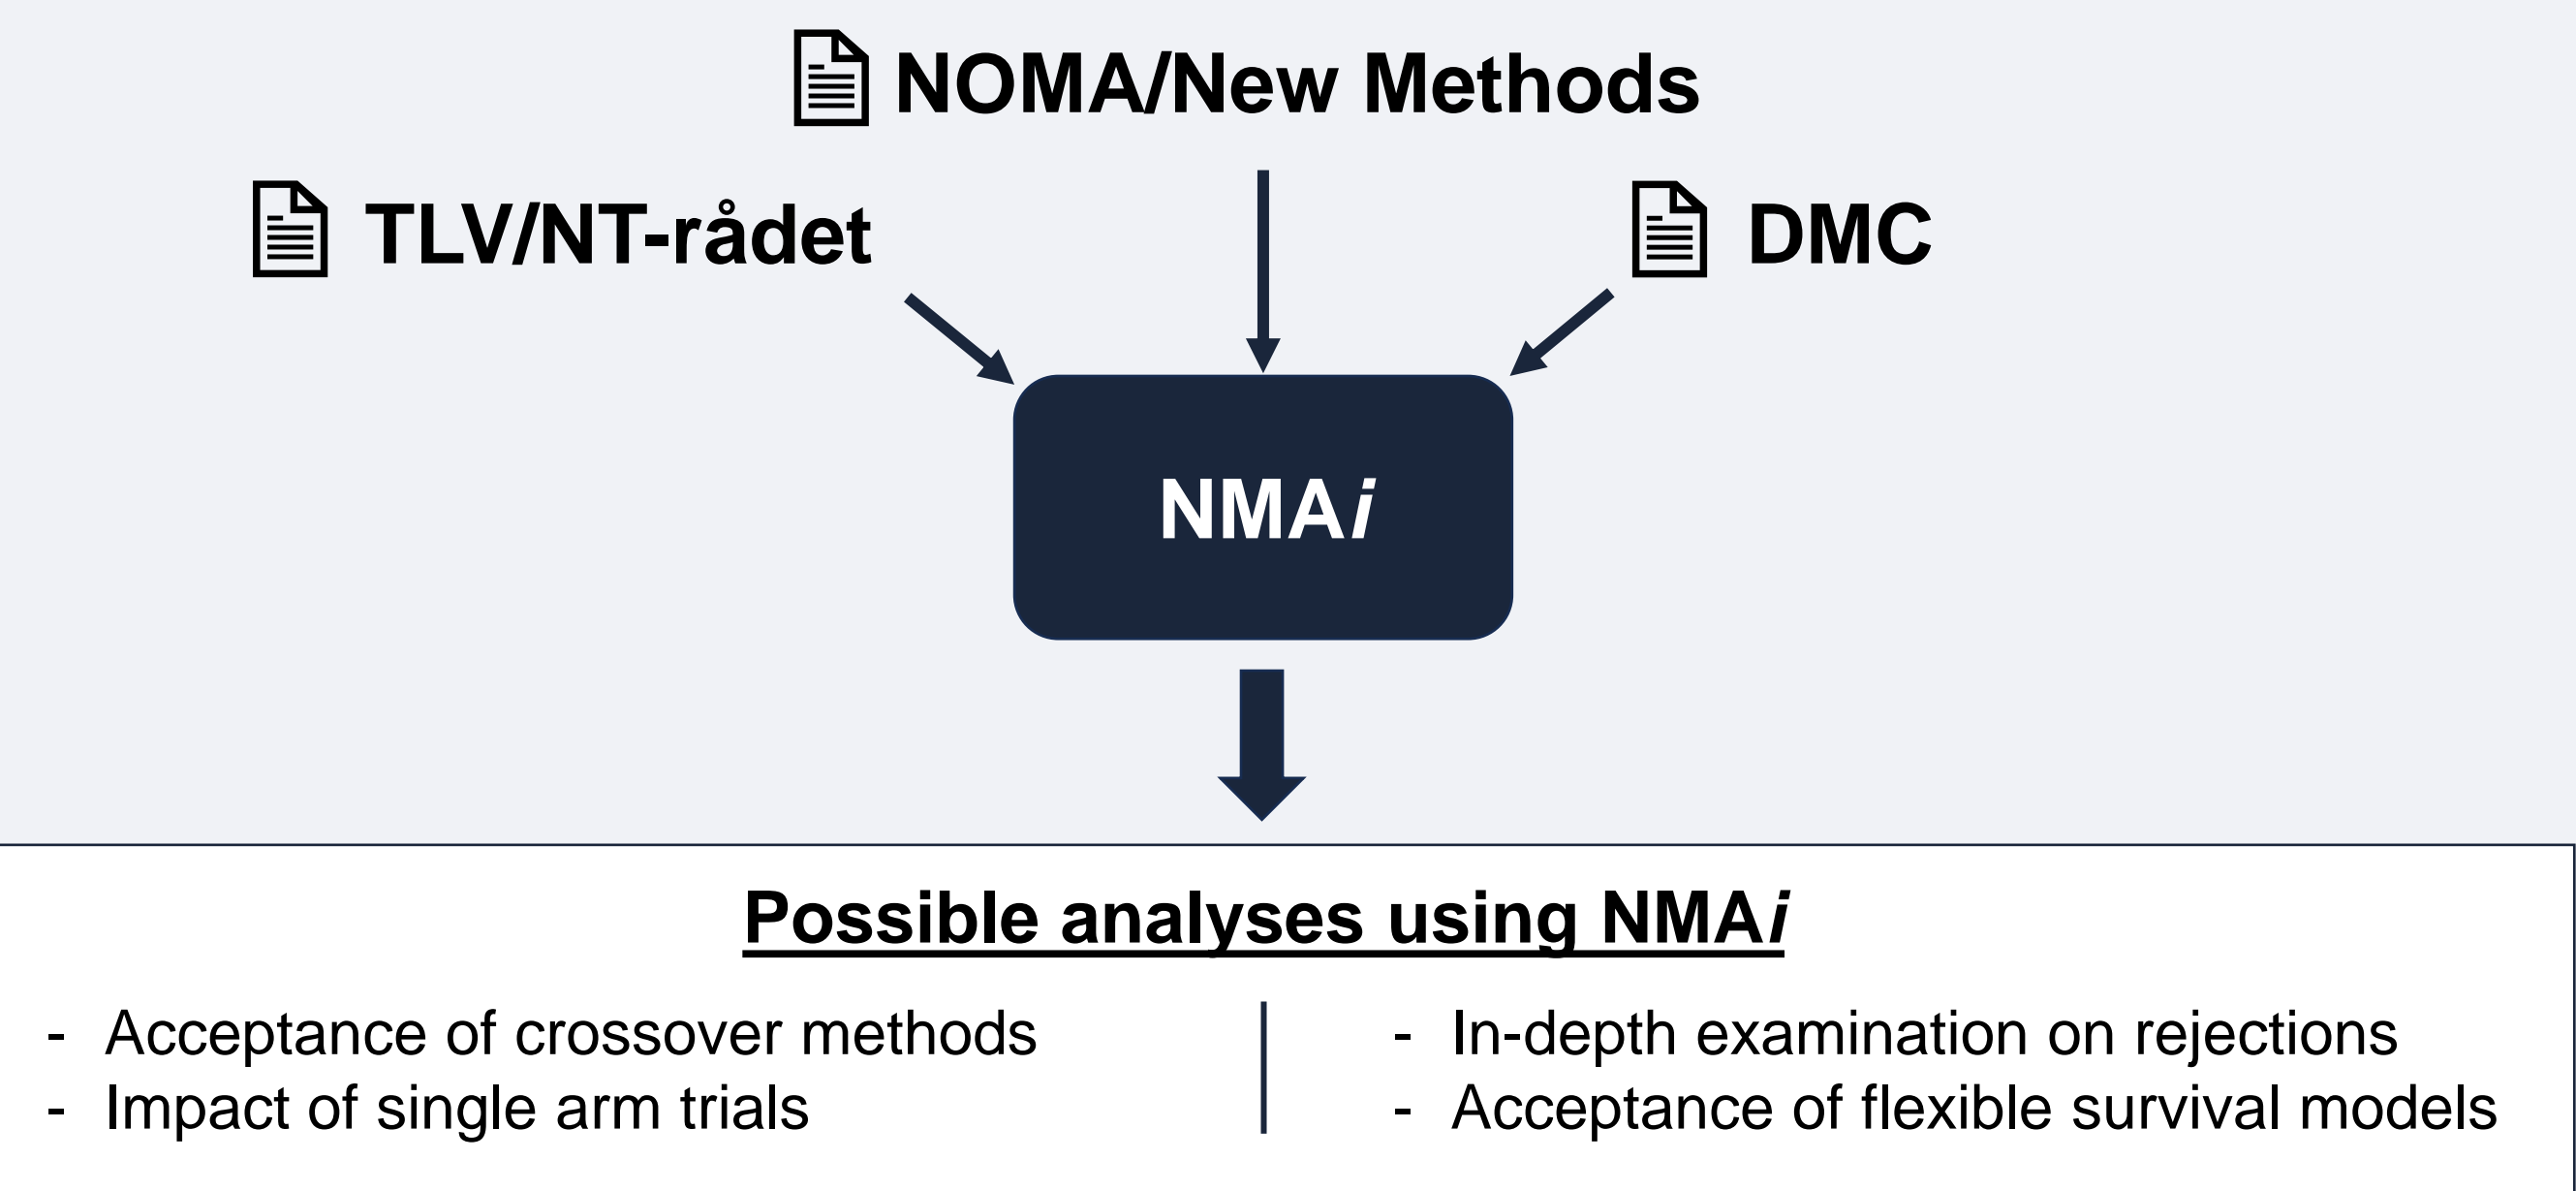 NOMA/New Methods
TLV/NT-rådet
DMC
NMAi
Possible analyses using NMAi
- Acceptance of crossover methods
- Impact of single arm trials
- In-depth examination on rejections
- Acceptance of flexible survival models